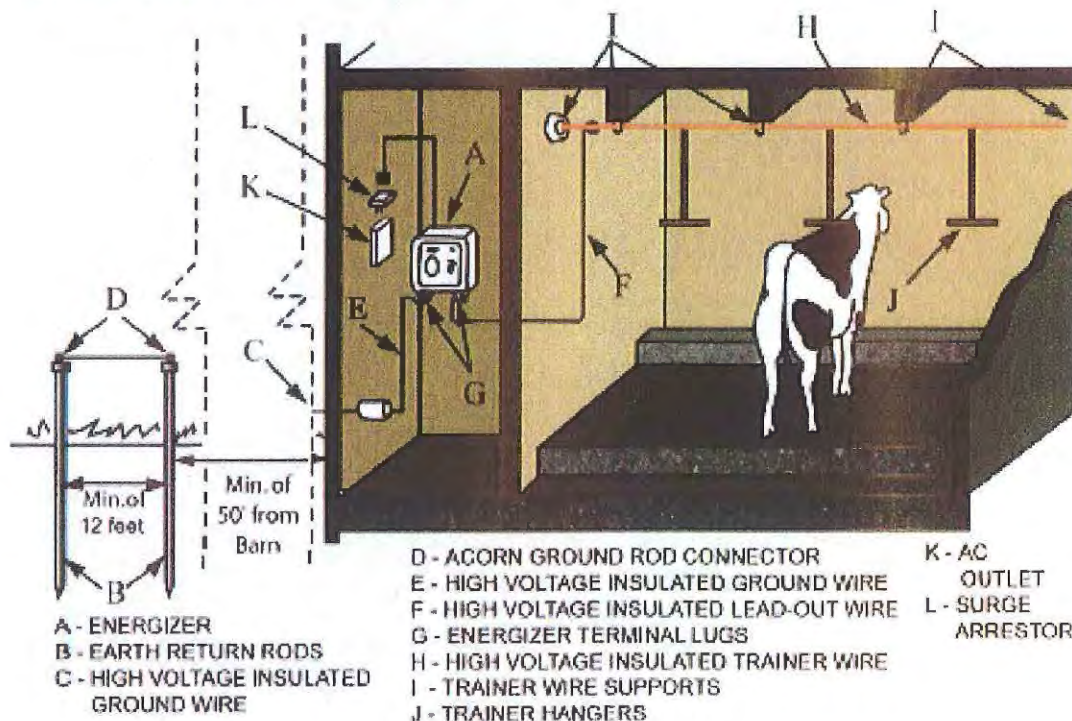 I
H
I
L
A
K
D
E
F
J
C
G
Min. of
12 feet
Min. of
50' from
Barn
B
A - ENERGIZER
B - EARTH RETURN RODS
C - HIGH VOLTAGE INSULATED
GROUND WIRE
D - ACORN GROUND ROD CONNECTOR
E - HIGH VOLTAGE INSULATED GROUND WIRE
F - HIGH VOLTAGE INSULATED LEAD-OUT WIRE
G - ENERGIZER TERMINAL LUGS
H - HIGH VOLTAGE INSULATED TRAINER WIRE
I - TRAINER WIRE SUPPORTS
J - TRAINER HANGERS
K - AC
OUTLET
L - SURGE
ARRESTOR